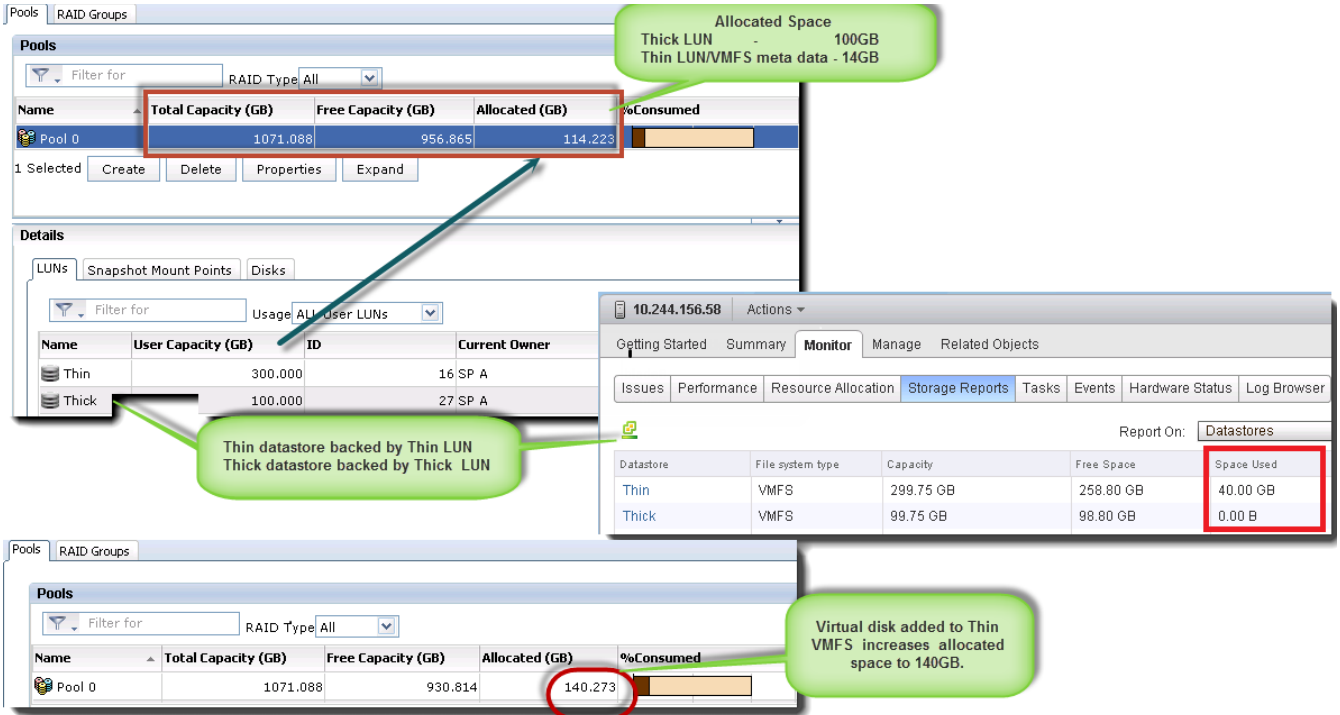 Pools RAID Groups
Allocated Space
Thick LUN - 100GB
Thin LUN/VMFS meta data - 14GB
Pools
Filter for RAID Type All
Name Total Capacity (GB) Free Capacity (GB) Allocated (GB) %Consumed
Pool 0 1071.088 956.865 114.223
1 Selected Create Delete Properties Expand
Details
LUNs Snapshot Mount Points Disks
Filter for Usage ALL User LUNs
Name User Capacity (GB) ID Current Owner
Thin 300.000 16 SP A
Thick 100.000 27 SP A
Thin datastore backed by Thin LUN
Thick datastore backed by Thick LUN
10.244.156.58 Actions
Getting Started Summary Monitor Manage Related Objects
Issues Performance Resource Allocation Storage Reports Tasks Events Hardware Status Log Browser
Report On: Datastores
Datastore File system type Capacity Free Space Space Used
Thin VMFS 299.75 GB 258.80 GB 40.00 GB
Thick VMFS 99.75 GB 98.80 GB 0.00 B
Pools RAID Groups
Pools
Filter for RAID Type All
Name Total Capacity (GB) Free Capacity (GB) Allocated (GB) %Consumed
Pool 0 1071.088 930.814 140.273
Virtual disk added to Thin
VMFS increases allocated
space to 140GB.